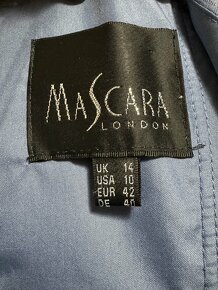 MASCARA
LONDON
UK 14
USA 10
EUR 42
DE 40